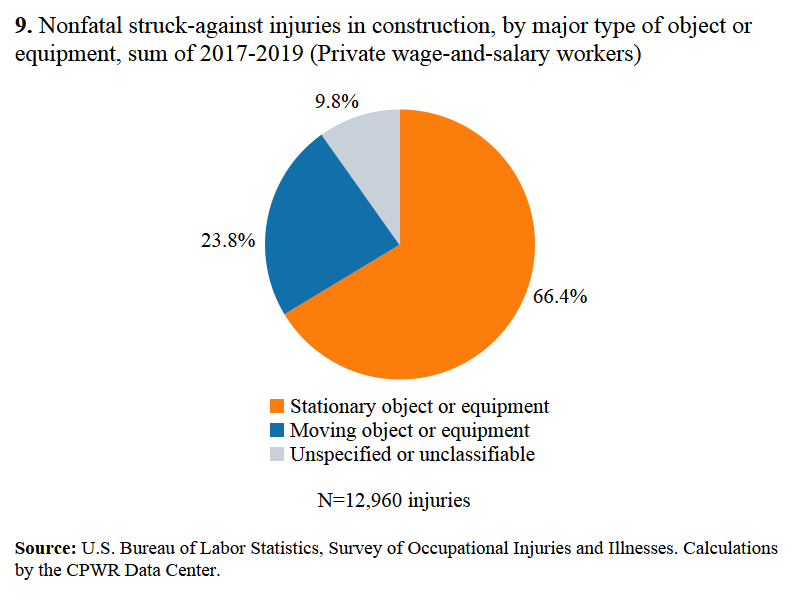 9. Nonfatal struck-against injuries in construction, by major type of object or
equipment, sum of 2017-2019 (Private wage-and-salary workers)
9.8%
23.8%
66.4%
Stationary object or equipment
Moving object or equipment
Unspecified or unclassifiable
N=12,960 injuries
Source: U.S. Bureau of Labor Statistics, Survey of Occupational Injuries and Illnesses. Calculations
by the CPWR Data Center.